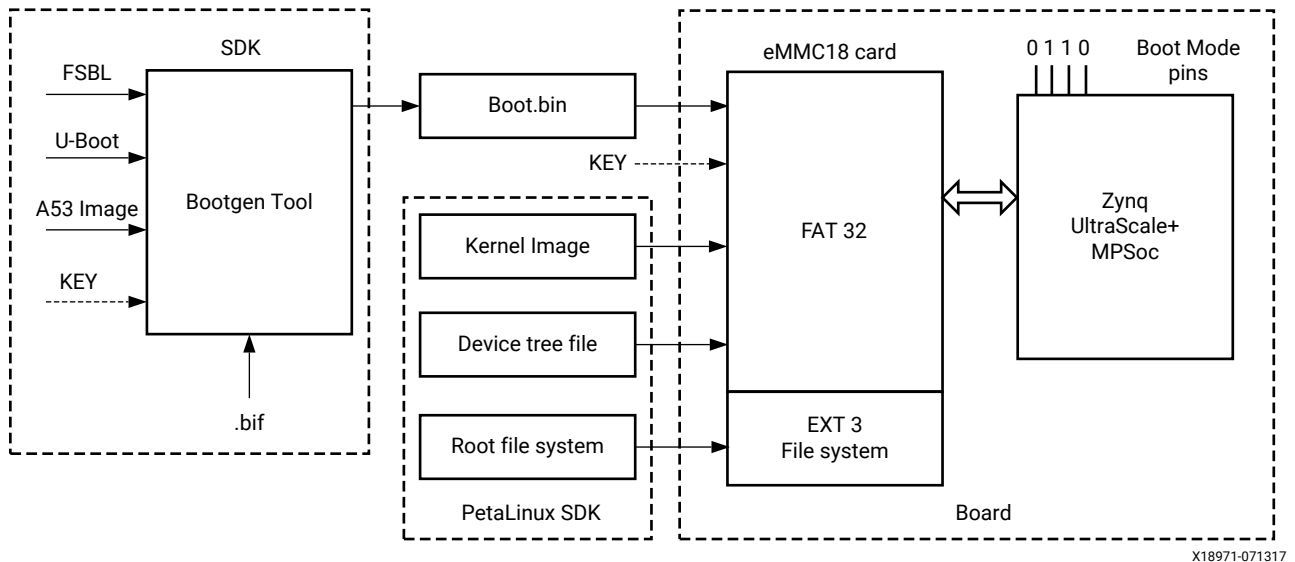 SDK
FSBL
U-Boot
A53 Image
KEY
Bootgen Tool
.bif
Boot.bin
KEY
Kernel Image
Device tree file
Root file system
PetaLinux SDK
eMMC18 card
FAT 32
EXT 3
File system
0 1 1 0
Boot Mode
pins
Zynq
UltraScale+
MPSoc
Board
X18971-071317